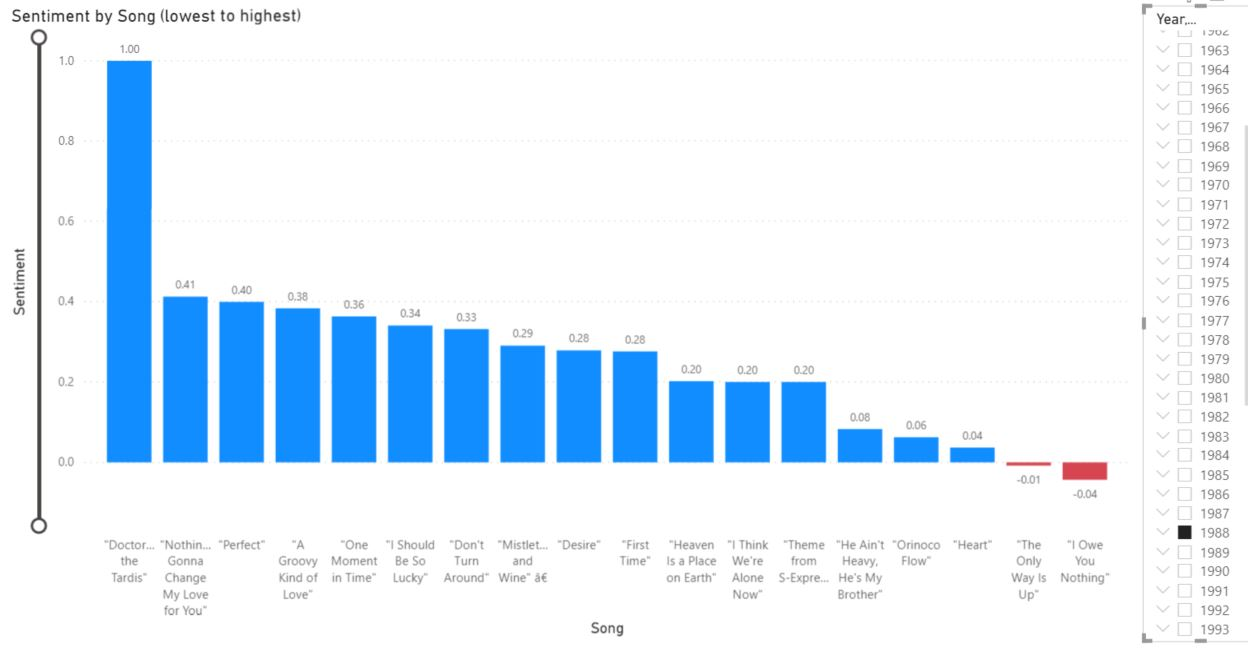 Sentiment by Song (lowest to highest)
Year,...
1962
1963
1964
1965
1966
1967
1968
1969
1970
1971
1972
1973
1974
1975
1976
1977
1978
1979
1980
1981
1982
1983
1984
1985
1986
1987
1988
1989
1990
1991
1992
1993
Sentiment
1.0
0.8
0.6
0.4
0.2
0.0
1.00
0.41
0.40
0.38
0.36
0.34
0.33
0.29
0.28
0.28
0.20
0.20
0.20
0.08
0.06
0.04
-0.01
-0.04
"Doctor...
the
Tardis"
"Nothin...
Gonna
Change
My Love
for You"
"Perfect"
"A
Groovy
Kind of
Love"
"One
Moment
in Time"
"I Should
Be So
Lucky"
"Don't
Turn
Around"
"Mistlet...
and
Wine" â€
"Desire"
"First
Time"
"Heaven
Is a Place
on Earth"
"I Think
We're
Alone
Now"
"Theme
from
S-Expre...
"He Ain't
Heavy,
He's My
Brother"
"Orinoco
Flow"
"Heart"
"The
Only
Way Is
Up"
"I Owe
You
Nothing"
Song